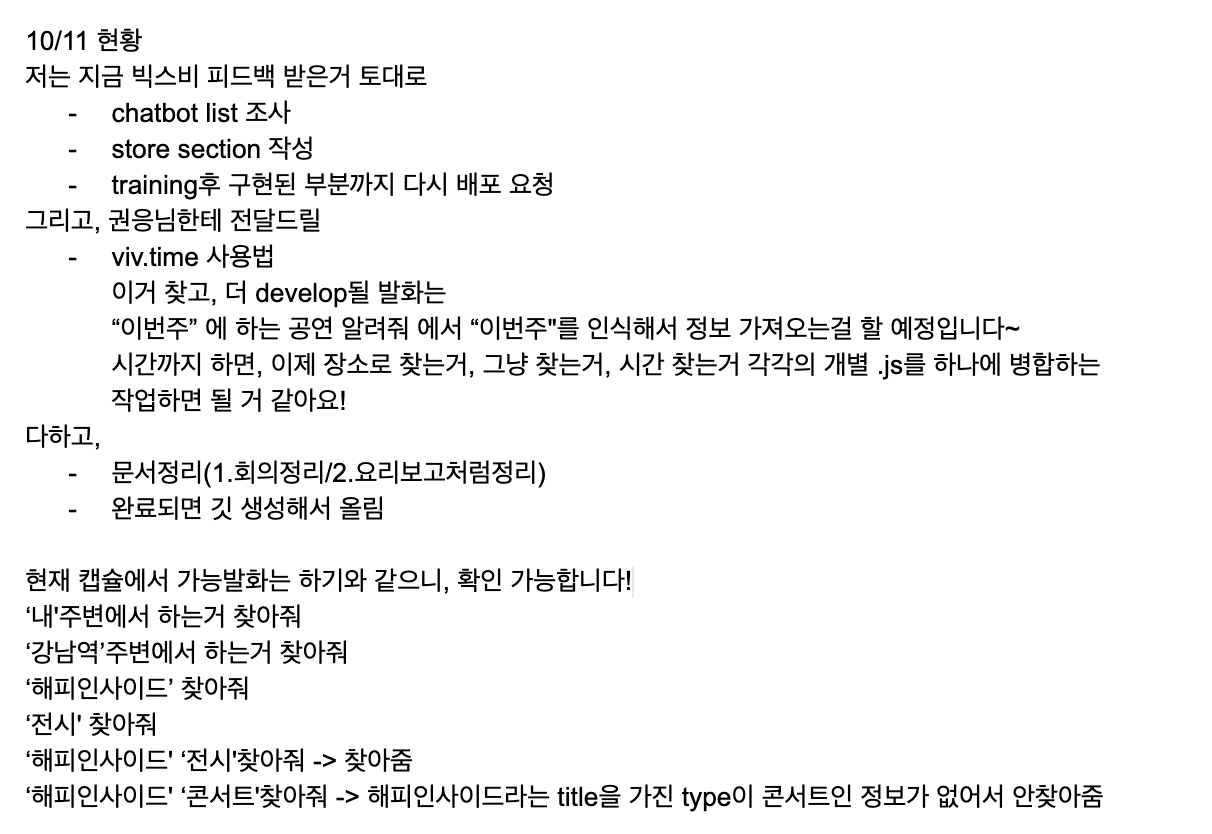 10/11 현황
저는 지금 빅스비 피드백 받은거 토대로
- chatbot list 조사
- store section 작성
- training후 구현된 부분까지 다시 배포 요청
그리고, 권응님한테 전달드릴
- viv.time 사용법
이거 찾고, 더 develop될 발화는
“이번주” 에 하는 공연 알려줘 에서 “이번주"를 인식해서 정보 가져오는걸 할 예정입니다~
시간까지 하면, 이제 장소로 찾는거, 그냥 찾는거, 시간 찾는거 각각의 개별 .js를 하나에 병합하는
작업하면 될 거 같아요!
다하고,
- 문서정리(1.회의정리/2.요리보고처럼정리)
- 완료되면 깃 생성해서 올림
현재 캡슐에서 가능발화는 하기와 같으니, 확인 가능합니다!
‘내'주변에서 하는거 찾아줘
‘강남역’주변에서 하는거 찾아줘
‘해피인사이드’ 찾아줘
‘전시' 찾아줘
‘해피인사이드' ‘전시'찾아줘 -> 찾아줌
‘해피인사이드' ‘콘서트'찾아줘 -> 해피인사이드라는 title을 가진 type이 콘서트인 정보가 없어서 안찾아줌